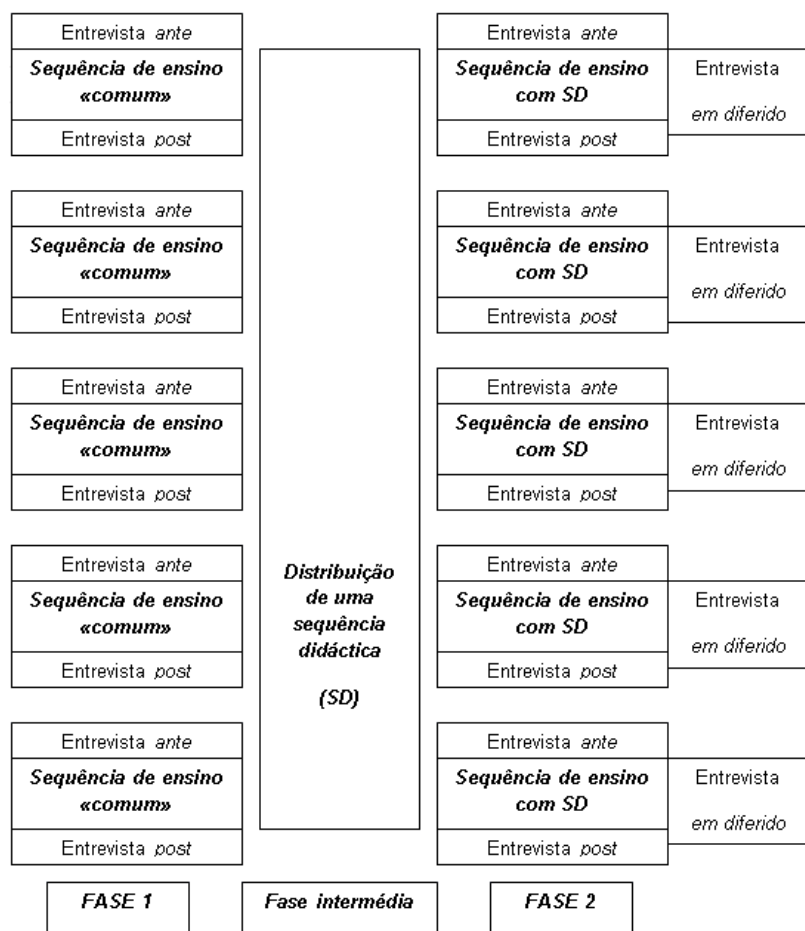 Entrevista ante
Sequência de ensino
«comum»
Entrevista post
Entrevista ante
Sequência de ensino
«comum»
Entrevista post
Entrevista ante
Sequência de ensino
«comum»
Entrevista post
Entrevista ante
Sequência de ensino
«comum»
Entrevista post
Entrevista ante
Sequência de ensino
«comum»
Entrevista post
Distribuição
de uma
sequência
didáctica
(SD)
Entrevista ante
Sequência de ensino
com SD
Entrevista post
Entrevista
em diferido
Entrevista ante
Sequência de ensino
com SD
Entrevista post
Entrevista
em diferido
Entrevista ante
Sequência de ensino
com SD
Entrevista post
Entrevista
em diferido
Entrevista ante
Sequência de ensino
com SD
Entrevista post
Entrevista
em diferido
Entrevista ante
Sequência de ensino
com SD
Entrevista post
Entrevista
em diferido
FASE 1
Fase intermédia
FASE 2